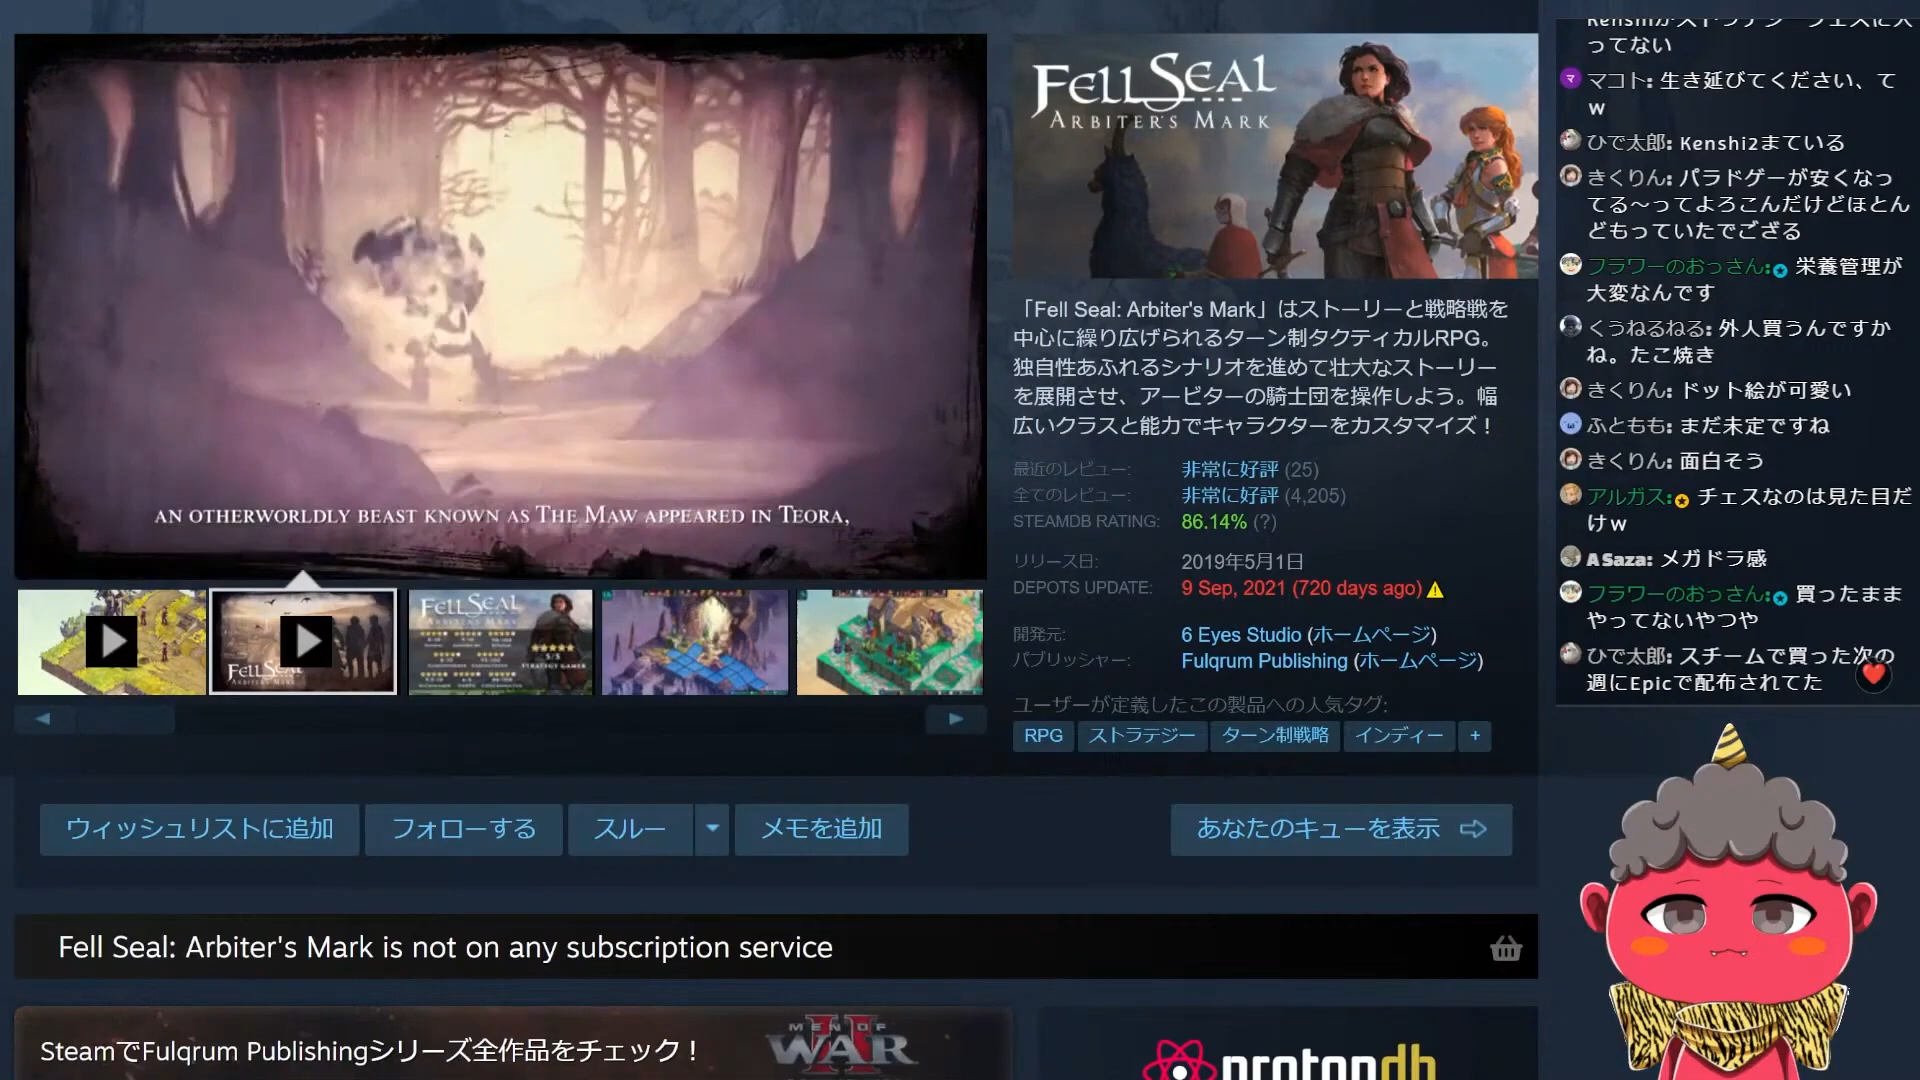 AN OTHERWORLDLY BEAST KNOWN AS THE MAW APPEARED IN TEORA,
FELL SEAL
ARBITER'S MARK
FELL SEAL
ARBITER'S MARK
FELL SEAL
「Fell Seal: Arbiter's Mark」はストーリーと戦略戦を
中心に繰り広げられるターン制タクティカルRPG。
独自性あふれるシナリオを進めて壮大なストーリー
を展開させ、アービターの騎士団を操作しよう。幅
広いクラスと能力でキャラクターをカスタマイズ！
最近のレビュー: 非常に好評 (25)
全てのレビュー: 非常に好評 (4,205)
STEAMDB RATING: 86.14% (?)
リリース日: 2019年5月1日
DEPOTS UPDATE: 9 Sep, 2021 (720 days ago)
開発元: 6 Eyes Studio (ホームページ)
パブリッシャー: Fulqrum Publishing (ホームページ)
ユーザーが定義したこの製品への人気タグ:
RPG ストラテジー ターン制戦略 インディー +
ウィッシュリストに追加 フォローする スルー メモを追加 あなたのキューを表示
Fell Seal: Arbiter's Mark is not on any subscription service
SteamでFulqrum Publishingシリーズ全作品をチェック！
MEN OF WAR II
protondb
ってない
マコト: 生き延びてください、て
w
ひで太郎: Kenshi2まている
きくりん: パラドゲーが安くなっ
てる～ってよろこんだけどほとん
どもっていたでござる
フラワーのおっさん: 栄養管理が
大変なんです
くうねるねる: 外人買うんですか
ね。たこ焼き
きくりん: ドット絵が可愛い
ふともも: まだ未定ですね
きくりん: 面白そう
アルガス: チェスなのは見た目だ
けw
A Saza: メガドラ感
フラワーのおっさん: 買ったまま
やってないやつや
ひで太郎: スチームで買った次の
週にEpicで配布されてた